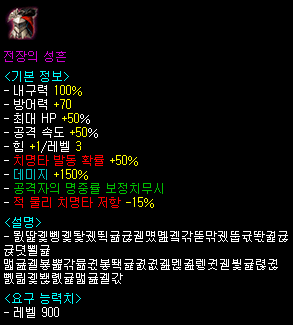 전장의 성흔
<기본 정보>
- 내구력 100%
- 방어력 +70
- 최대 HP +50%
- 공격 속도 +50%
- 힘 +1/레벨 3
- 치명타 발동 확률 +50%
- 데미지 +150%
- 공격자의 명중률 보정치무시
- 적 물리 치명타 저항 -15%
<설명>
<요구 능력치>
- 레벨 900